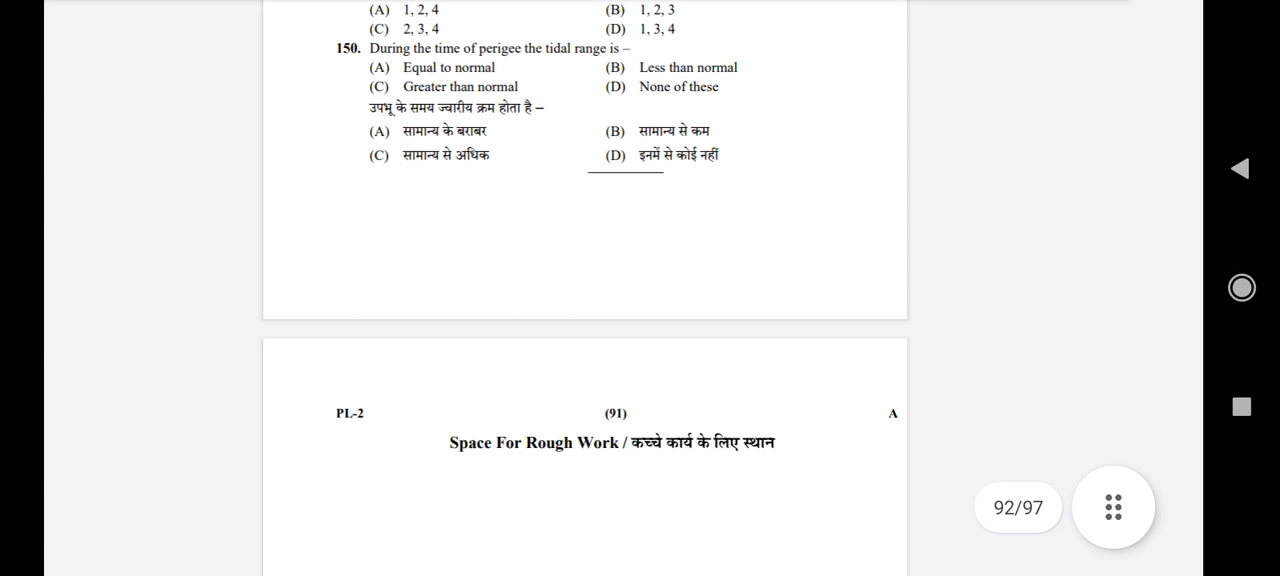 (A) 1, 2, 4 (B) 1, 2, 3
(C) 2, 3, 4 (D) 1, 3, 4
150. During the time of perigee the tidal range is –
(A) Equal to normal (B) Less than normal
(C) Greater than normal (D) None of these
उपभू के समय ज्वारीय क्रम होता है –
(A) सामान्य के बराबर (B) सामान्य से कम
(C) सामान्य से अधिक (D) इनमें से कोई नहीं
PL-2 (91) A
Space For Rough Work / कच्चे कार्य के लिए स्थान
92/97